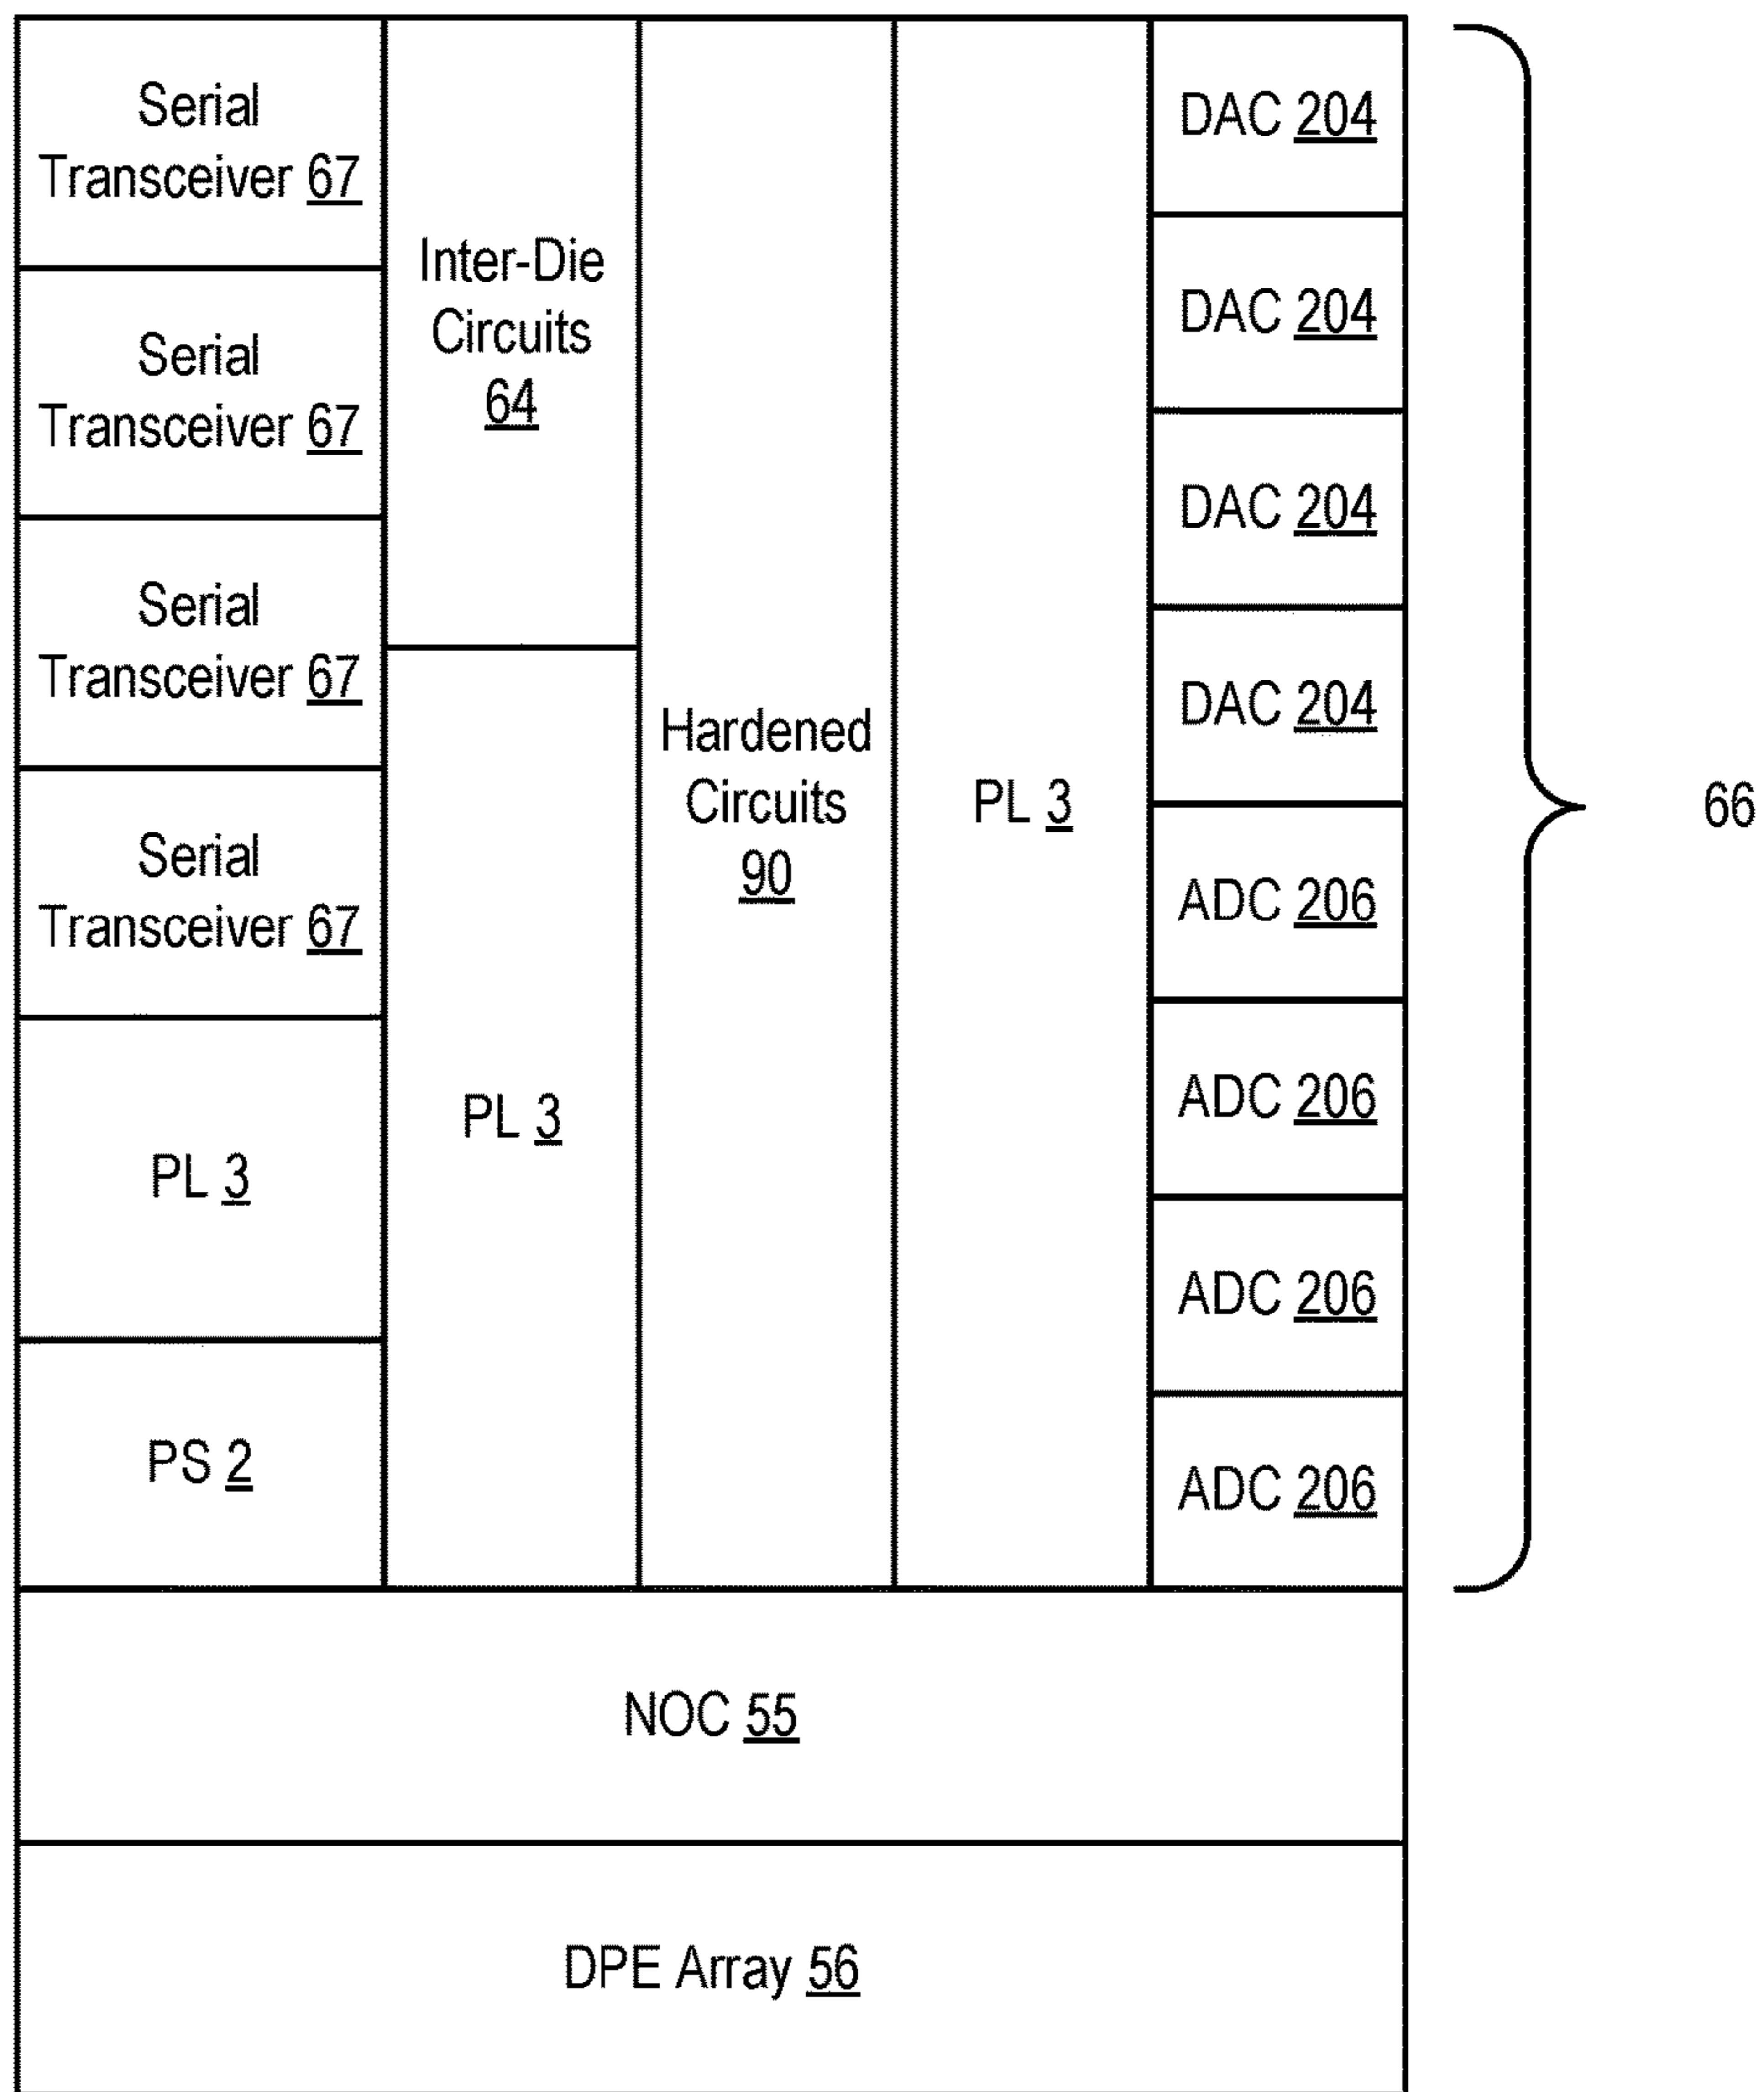 Serial
Transceiver 67
Serial
Transceiver 67
Serial
Transceiver 67
Serial
Transceiver 67
PL 3
PS 2
Inter-Die
Circuits
64
PL 3
Hardened
Circuits
90
PL 3
DAC 204
DAC 204
DAC 204
DAC 204
ADC 206
ADC 206
ADC 206
ADC 206
66
NOC 55
DPE Array 56